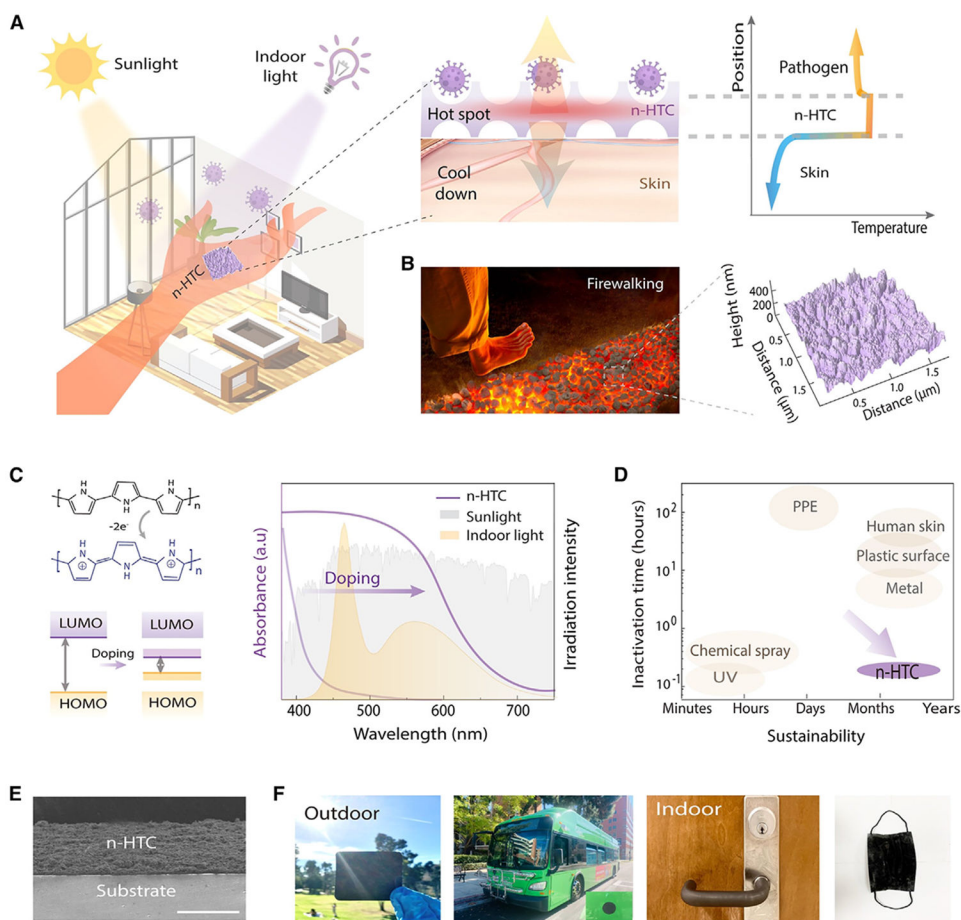 A
Sunlight
Indoor
light
n-HTC
Hot spot
n-HTC
Cool
down
Skin
Position
Pathogen
n-HTC
Skin
Temperature
B
Firewalking
Height (nm)
400
200
0
0.5
1.0
1.5
Distance (μm)
0.5
1.0
1.5
Distance (μm)
C
H
N
N
H
H
N
n
-2e-
H
N
N
H
H
N
n
LUMO
LUMO
Doping
HOMO
HOMO
Absorbance (a.u)
n-HTC
Sunlight
Indoor light
Doping
400
500
600
700
Wavelength (nm)
Irradiation intensity
D
Inactivation time (hours)
10²
10¹
10⁰
10⁻¹
PPE
Human skin
Plastic surface
Metal
Chemical spray
UV
n-HTC
Minutes
Hours
Days
Months
Years
Sustainability
E
n-HTC
Substrate
F
Outdoor
Indoor